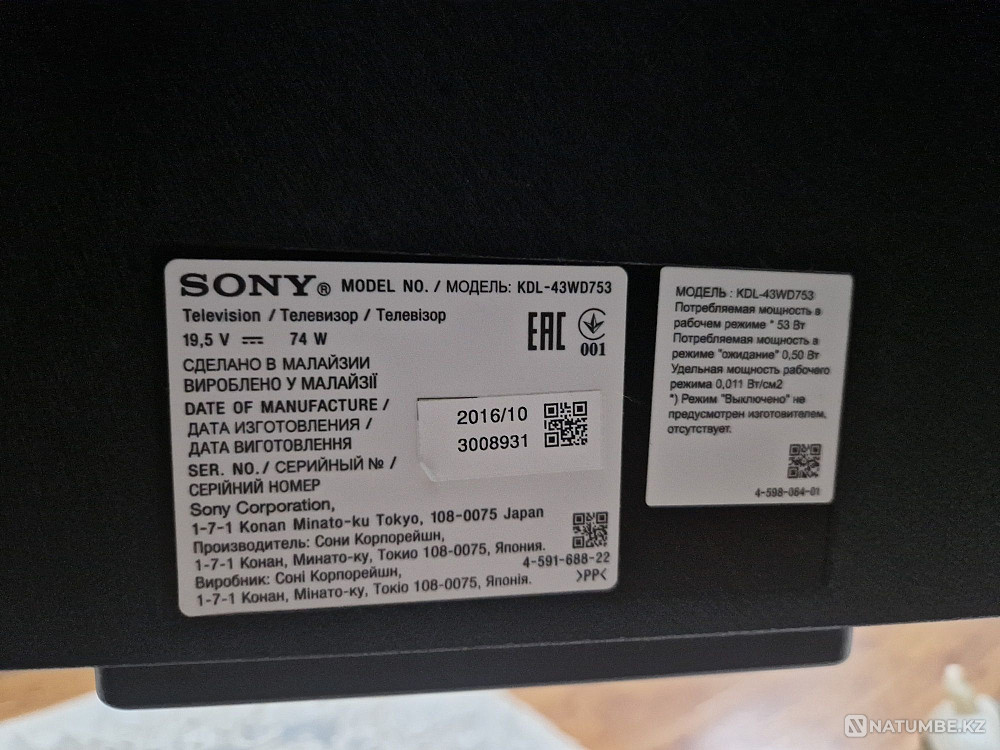 SONY® MODEL NO. / МОДЕЛЬ: KDL-43WD753
Television / Телевизор / Телевізор
19,5 V ⎓ 74 W
EAC
001
СДЕЛАНО В МАЛАЙЗИИ
ВИРОБЛЕНО У МАЛАЙЗІЇ
DATE OF MANUFACTURE /
ДАТА ИЗГОТОВЛЕНИЯ /
ДАТА ВИГОТОВЛЕННЯ
2016/10
3008931
SER. NO. / СЕРИЙНЫЙ № /
СЕРІЙНИЙ НОМЕР
Sony Corporation,
1-7-1 Konan Minato-ku Tokyo, 108-0075 Japan
Производитель: Сони Корпорейшн,
1-7-1 Конан, Минато-ку, Токио 108-0075, Япония.
Виробник: Соні Корпорейшн,
1-7-1 Конан, Мінато-ку, Токіо 108-0075, Японія.
4-591-688-22
>PP<
МОДЕЛЬ : KDL-43WD753
Потребляемая мощность в
рабочем режиме * 53 Вт
Потребляемая мощность в
режиме "ожидание" 0,50 Вт
Удельная мощность рабочего
режима 0,011 Вт/см2
*) Режим "Выключено" не
предусмотрен изготовителем,
отсутствует.
4-598-064-01
NATUMBE.KZ